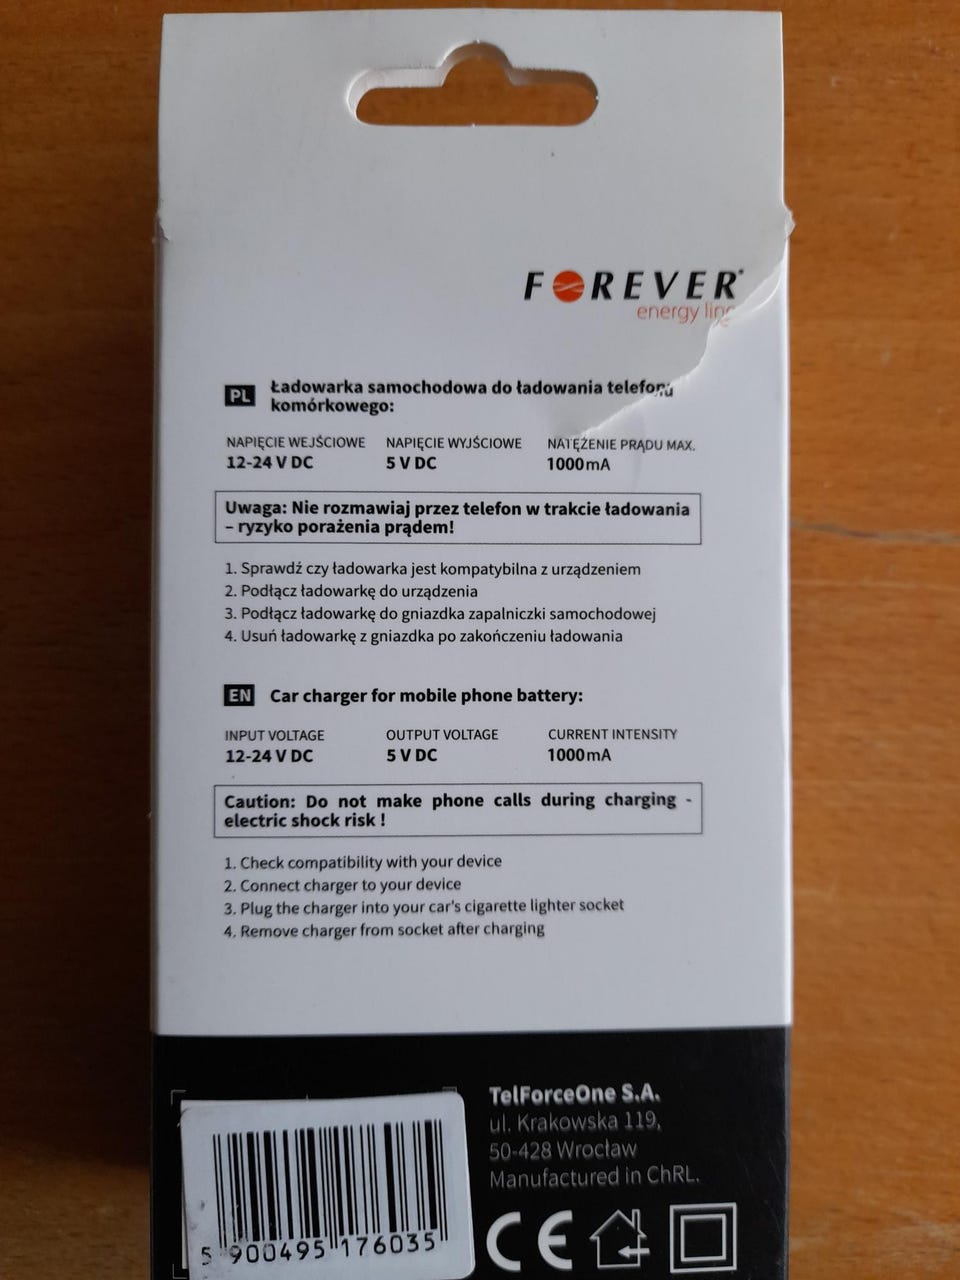 FOREVER
energy line
PL Ładowarka samochodowa do ładowania telefonu
komórkowego:
NAPIĘCIE WEJŚCIOWE NAPIĘCIE WYJŚCIOWE NATĘŻENIE PRĄDU MAX.
12-24 V DC 5 V DC 1000mA
Uwaga: Nie rozmawiaj przez telefon w trakcie ładowania
– ryzyko porażenia prądem!
1. Sprawdź czy ładowarka jest kompatybilna z urządzeniem
2. Podłącz ładowarkę do urządzenia
3. Podłącz ładowarkę do gniazdka zapalniczki samochodowej
4. Usuń ładowarkę z gniazdka po zakończeniu ładowania
EN Car charger for mobile phone battery:
INPUT VOLTAGE OUTPUT VOLTAGE CURRENT INTENSITY
12-24 V DC 5 V DC 1000mA
Caution: Do not make phone calls during charging -
electric shock risk !
1. Check compatibility with your device
2. Connect charger to your device
3. Plug the charger into your car's cigarette lighter socket
4. Remove charger from socket after charging
TelForceOne S.A.
ul. Krakowska 119,
50-428 Wrocław
Manufactured in ChRL.
5 900495 176035
CE